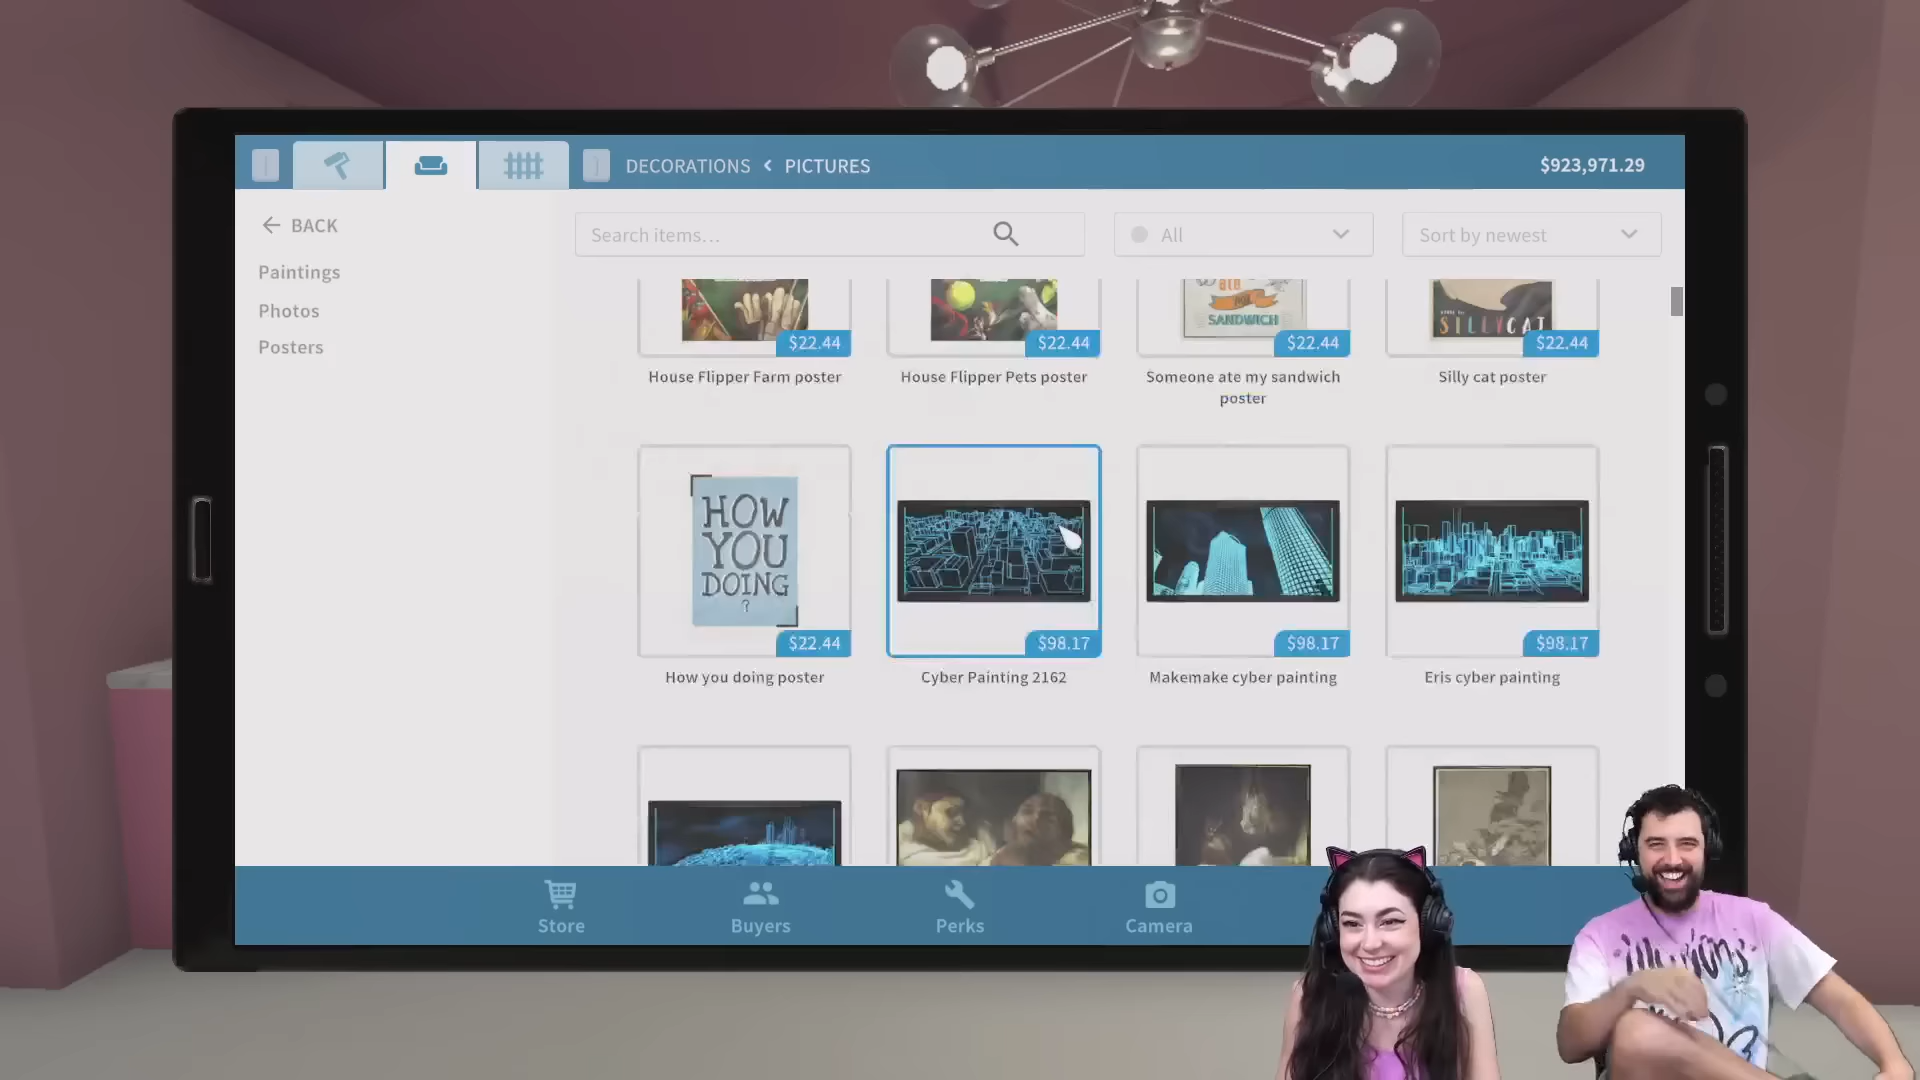 DECORATIONS < PICTURES
$923,971.29
BACK
Search items...
All
Sort by newest
Paintings
Photos
Posters
SANDWICH
SILLYCAT
$22.44
$22.44
$22.44
$22.44
House Flipper Farm poster
House Flipper Pets poster
Someone ate my sandwich
poster
Silly cat poster
HOW
YOU
DOING
?
$22.44
$98.17
$98.17
$98.17
How you doing poster
Cyber Painting 2162
Makemake cyber painting
Eris cyber painting
Store
Buyers
Perks
Camera